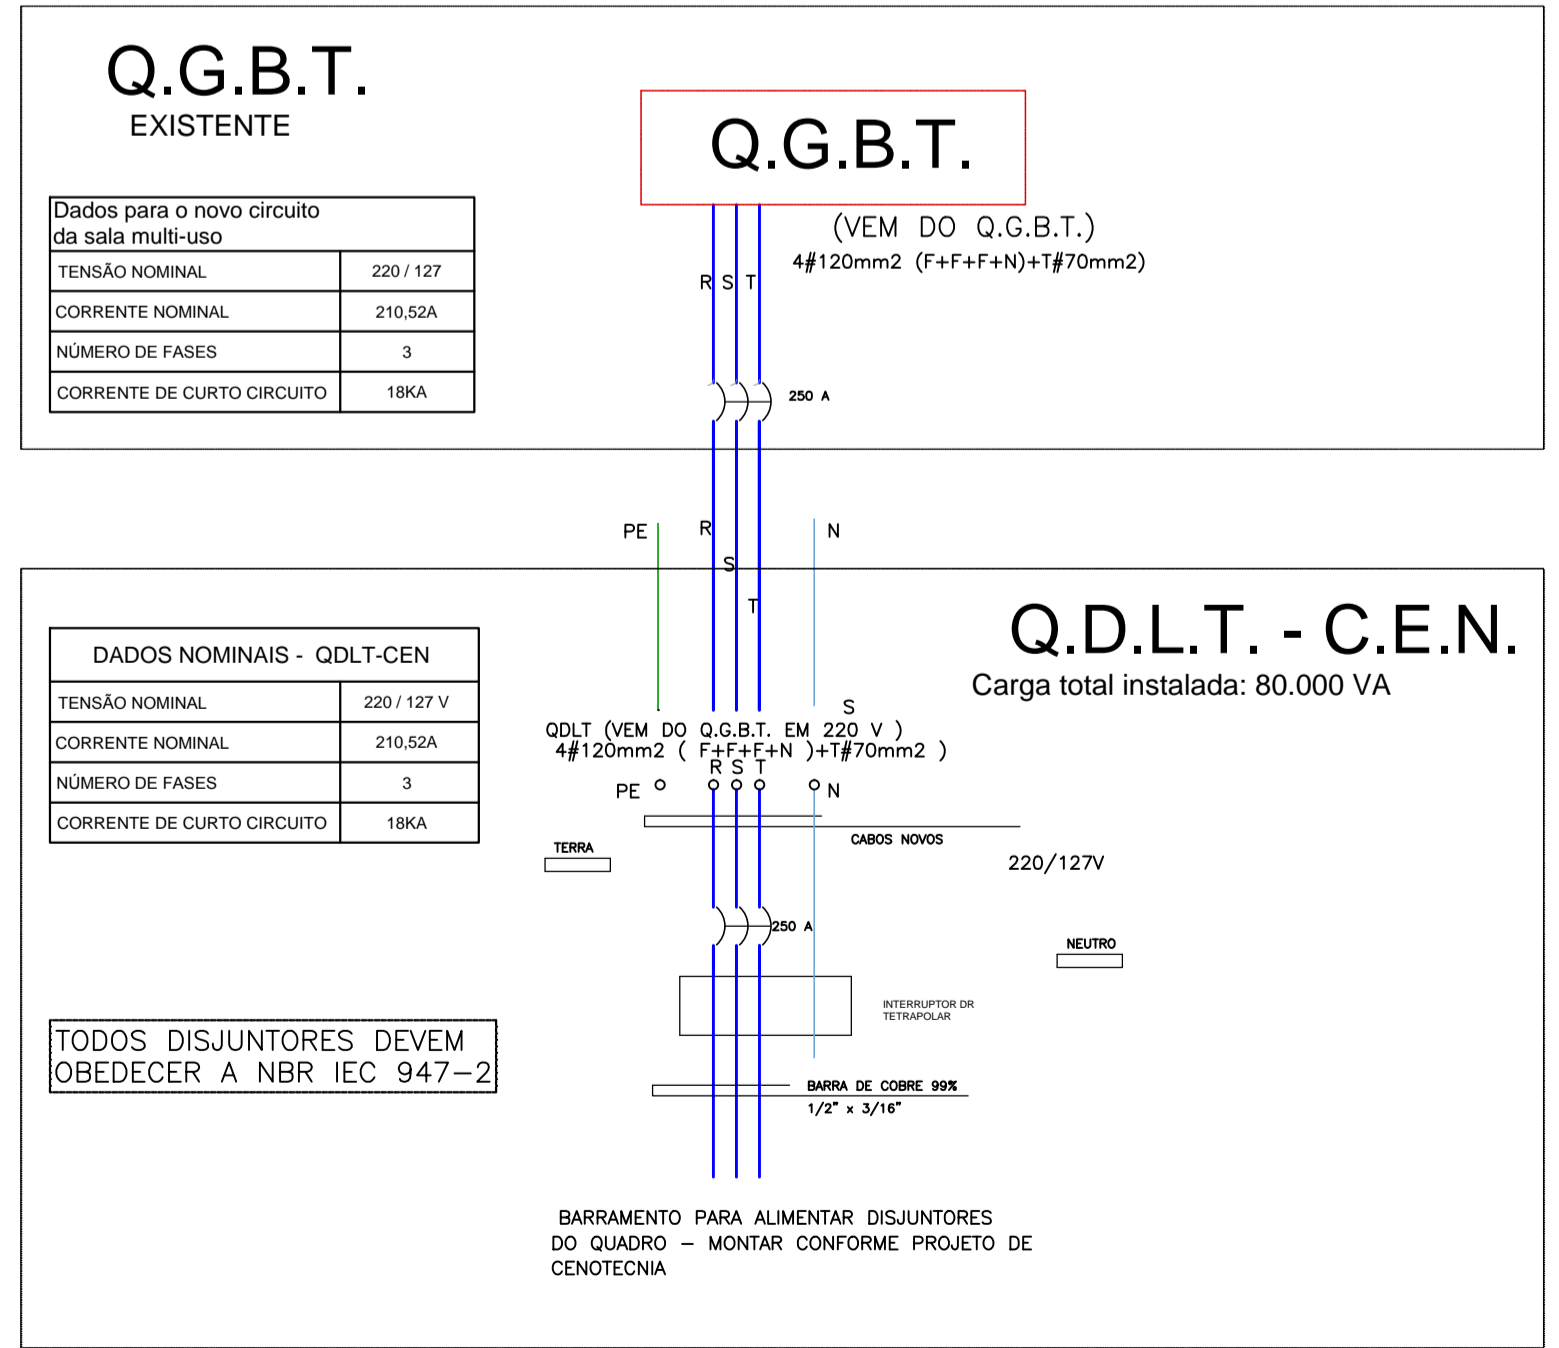 Q.G.B.T.
EXISTENTE
Q.G.B.T.
Dados para o novo circuito
da sala multi-uso
TENSÃO NOMINAL 220 / 127
CORRENTE NOMINAL 210,52A
NÚMERO DE FASES 3
CORRENTE DE CURTO CIRCUITO 18KA
(VEM DO Q.G.B.T.)
4#120mm2 (F+F+F+N)+T#70mm2)
R S T
250 A
PE R N
S
T
Q.D.L.T. - C.E.N.
Carga total instalada: 80.000 VA
DADOS NOMINAIS - QDLT-CEN
TENSÃO NOMINAL 220 / 127 V
CORRENTE NOMINAL 210,52A
NÚMERO DE FASES 3
CORRENTE DE CURTO CIRCUITO 18KA
S
QDLT (VEM DO Q.G.B.T. EM 220 V )
4#120mm2 ( F+F+F+N )+T#70mm2 )
R S T
PE N
CABOS NOVOS
TERRA
220/127V
250 A
NEUTRO
INTERRUPTOR DR
TETRAPOLAR
TODOS DISJUNTORES DEVEM
OBEDECER A NBR IEC 947-2
BARRA DE COBRE 99%
1/2" x 3/16"
BARRAMENTO PARA ALIMENTAR DISJUNTORES
DO QUADRO - MONTAR CONFORME PROJETO DE
CENOTECNIA